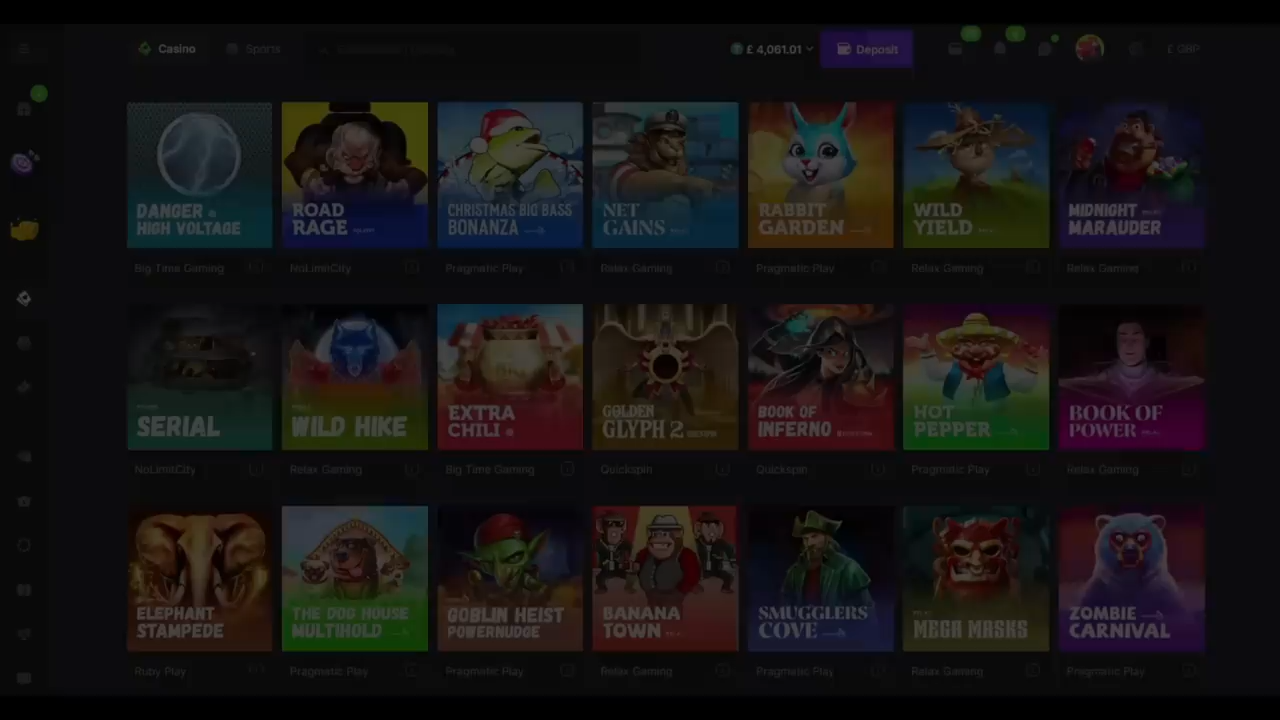 Casino
Sports
£ 4,061.01
Deposit
£ GBP
DANGER
HIGH VOLTAGE
ROAD
RAGE
CHRISTMAS BIG BASS
BONANZA
NET
GAINS
RABBIT
GARDEN
WILD
YIELD
MIDNIGHT
MARAUDER
Big Time Gaming
NoLimitCity
Pragmatic Play
Relax Gaming
Pragmatic Play
Relax Gaming
Relax Gaming
SERIAL
WILD HIKE
EXTRA
CHILI
GOLDEN
GLYPH 2
BOOK OF
INFERNO
HOT
PEPPER
BOOK OF
POWER
NoLimitCity
Relax Gaming
Big Time Gaming
Quickspin
Quickspin
Pragmatic Play
Relax Gaming
ELEPHANT
STAMPEDE
THE DOG HOUSE
MULTIHOLD
GOBLIN HEIST
POWERNUDGE
BANANA
TOWN
SMUGGLERS
COVE
MEGA MASKS
ZOMBIE
CARNIVAL
Ruby Play
Pragmatic Play
Pragmatic Play
Relax Gaming
Pragmatic Play
Relax Gaming
Pragmatic Play